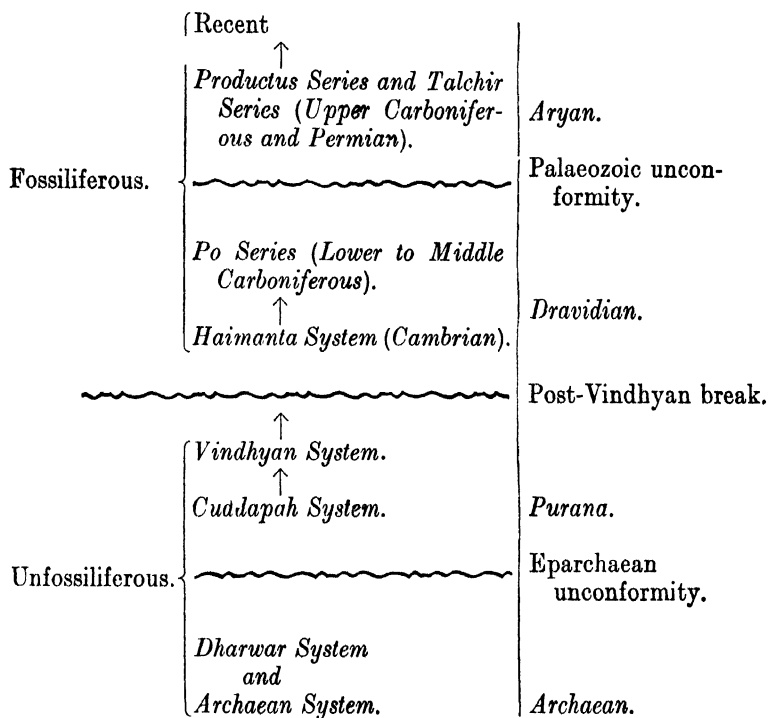 Recent
Productus Series and Talchir
Series (Upper Carbonifer-
ous and Permian).
Aryan.
Fossiliferous.
Palaeozoic uncon-
formity.
Po Series (Lower to Middle
Carboniferous).
Dravidian.
Haimanta System (Cambrian).
Post-Vindhyan break.
Vindhyan System.
Cuddapah System.
Purana.
Unfossiliferous.
Eparchaean
unconformity.
Dharwar System
and
Archaean System.
Archaean.